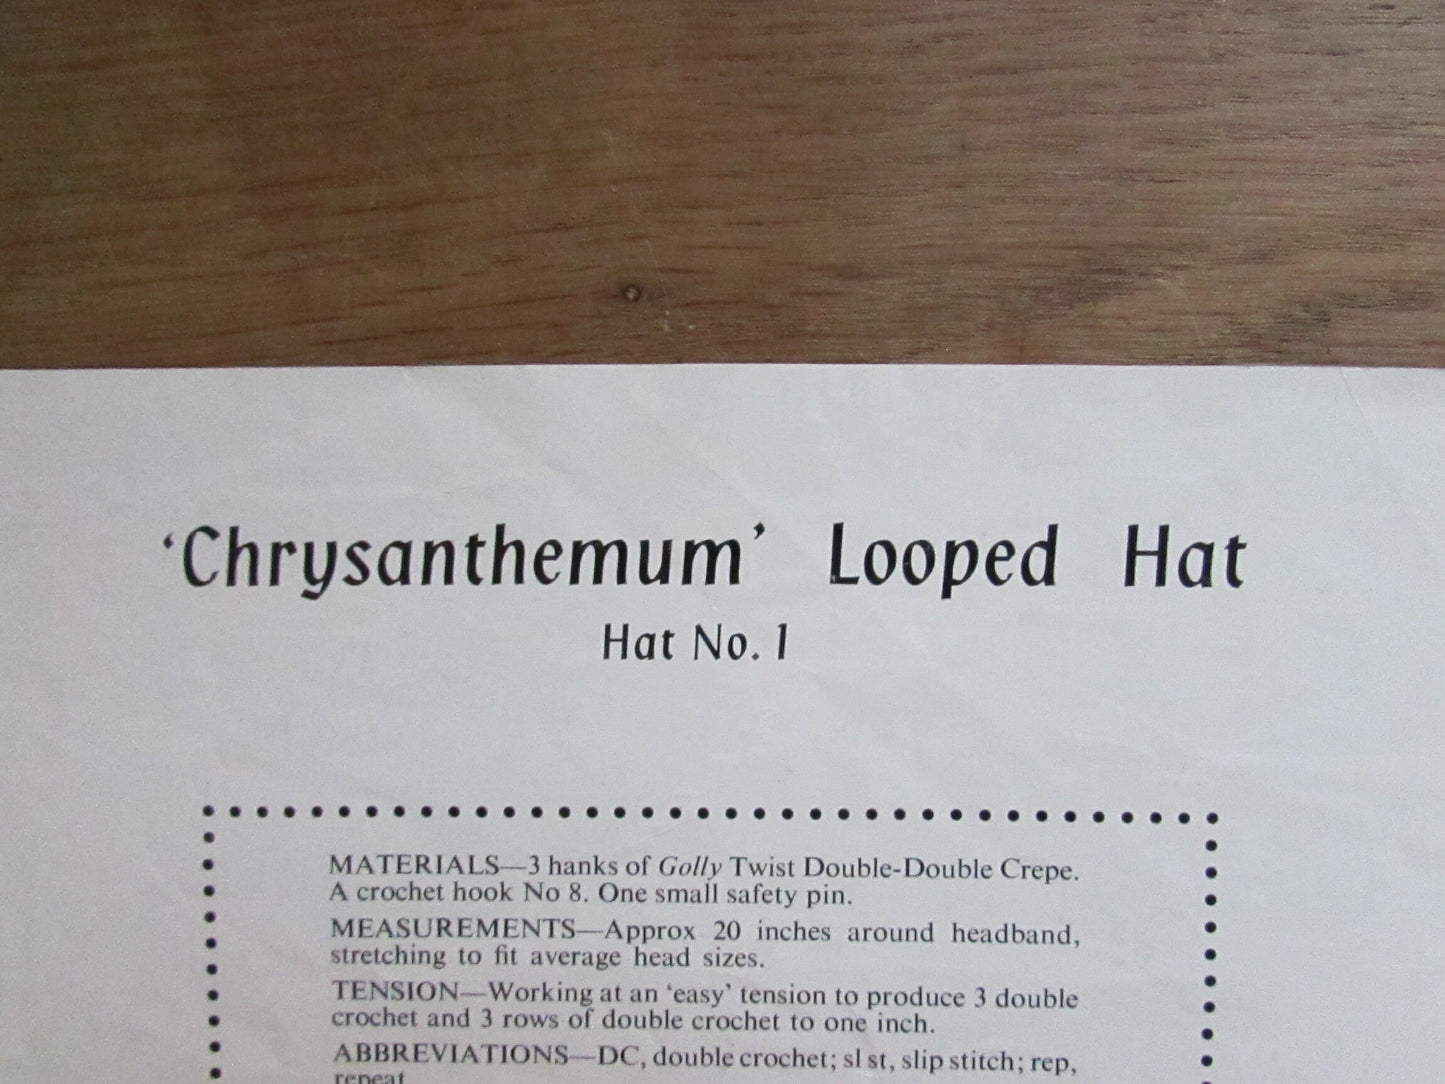 ‘Chrysanthemum’ Looped Hat
Hat No. 1
MATERIALS—3 hanks of Golly Twist Double-Double Crepe.
A crochet hook No 8. One small safety pin.
MEASUREMENTS—Approx 20 inches around headband,
stretching to fit average head sizes.
TENSION—Working at an ‘easy’ tension to produce 3 double
crochet and 3 rows of double crochet to one inch.
ABBREVIATIONS—DC, double crochet; sl st, slip stitch; rep,
repeat